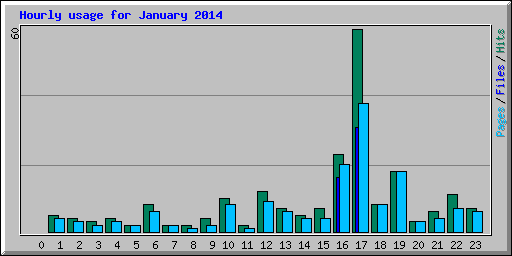 Hourly usage for January 2014
60
Pages/Files/Hits
0 1 2 3 4 5 6 7 8 9 10 11 12 13 14 15 16 17 18 19 20 21 22 23